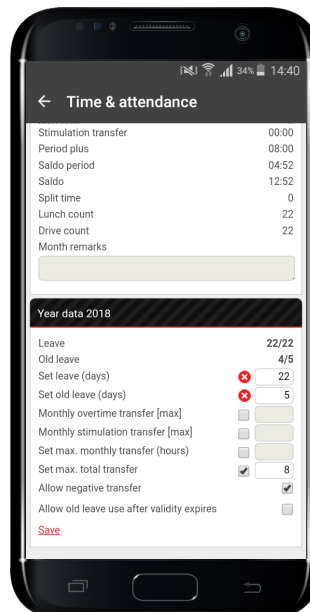 34% 14:40
Time & attendance
Stimulation transfer 00:00
Period plus 08:00
Saldo period 04:52
Saldo 12:52
Split time 0
Lunch count 22
Drive count 22
Month remarks
Year data 2018
Leave 22/22
Old leave 4/5
Set leave (days) 22
Set old leave (days) 5
Monthly overtime transfer [max]
Monthly stimulation transfer [max]
Set max. monthly transfer (hours)
Set max. total transfer 8
Allow negative transfer
Allow old leave use after validity expires
Save